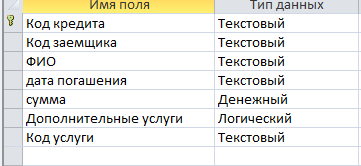 Имя поля Тип данных
Код кредита Текстовый
Код заемщика Текстовый
ФИО Текстовый
дата погашения Текстовый
сумма Денежный
Дополнительные услуги Логический
Код услуги Текстовый